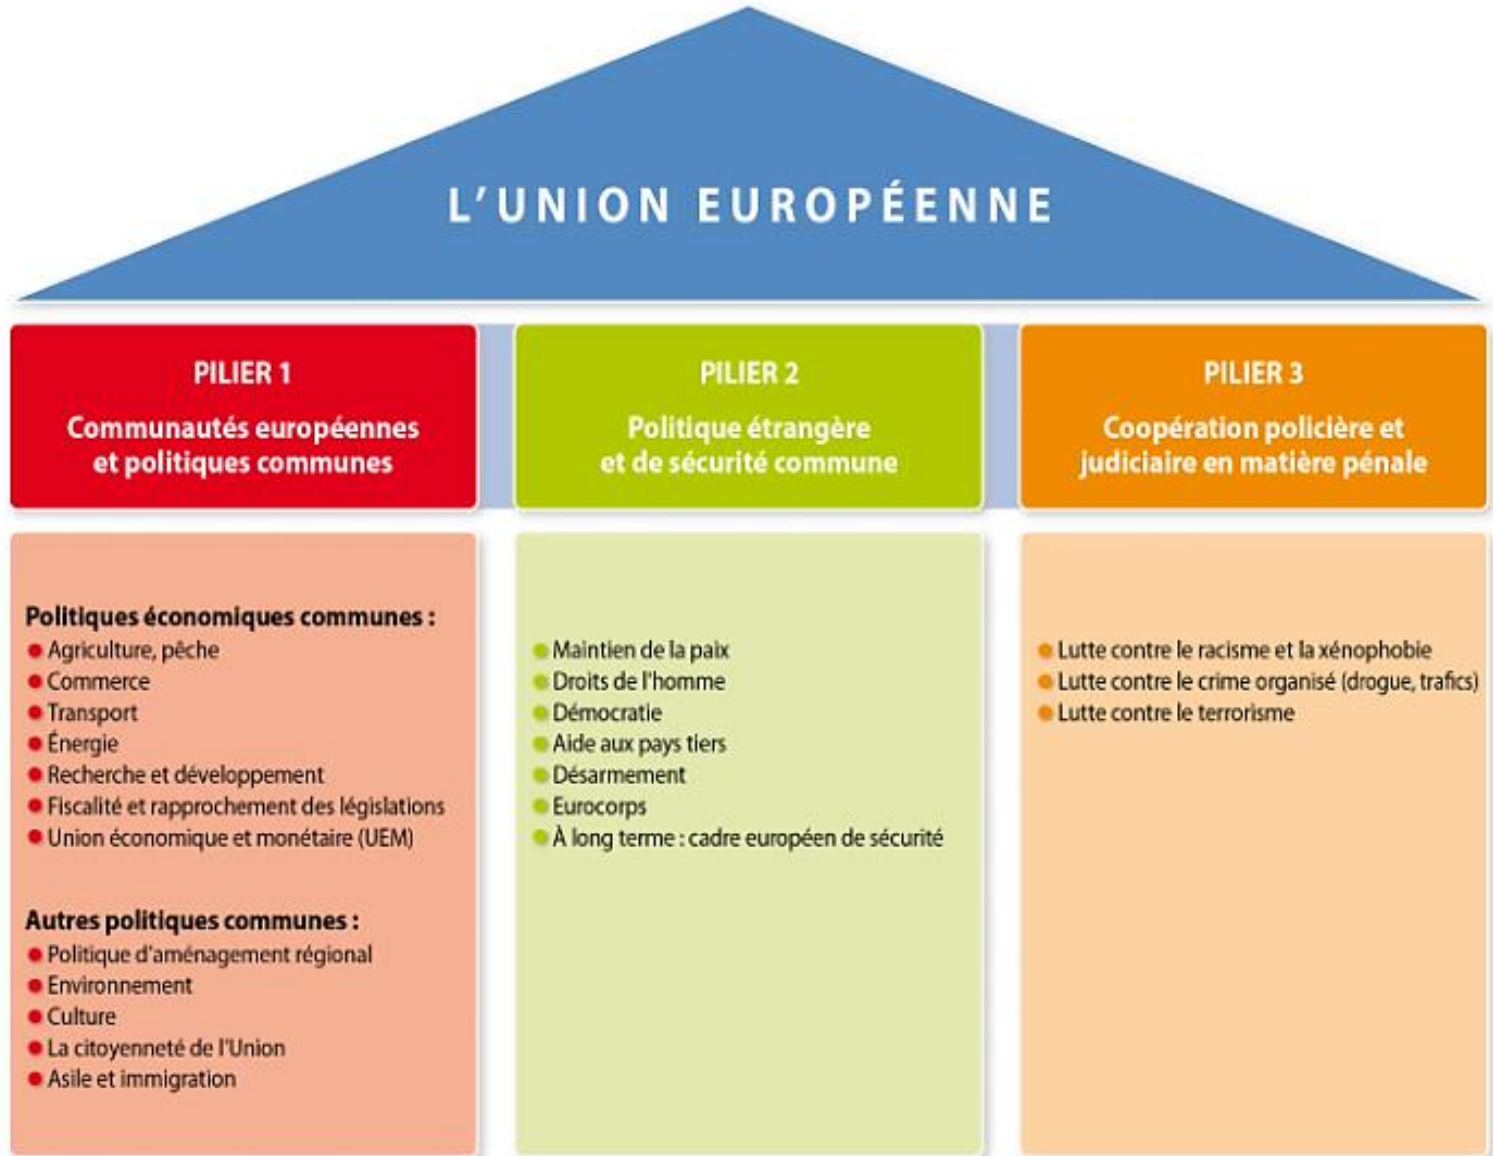 L'UNION EUROPÉENNE
PILIER 1
Communautés européennes
et politiques communes
Politiques économiques communes :
Agriculture, pêche
Commerce
Transport
Énergie
Recherche et développement
Fiscalité et rapprochement des législations
Union économique et monétaire (UEM)
Autres politiques communes :
Politique d'aménagement régional
Environnement
Culture
La citoyenneté de l'Union
Asile et immigration
PILIER 2
Politique étrangère
et de sécurité commune
Maintien de la paix
Droits de l'homme
Démocratie
Aide aux pays tiers
Désarmement
Eurocorps
À long terme : cadre européen de sécurité
PILIER 3
Coopération policière et
judiciaire en matière pénale
Lutte contre le racisme et la xénophobie
Lutte contre le crime organisé (drogue, trafics)
Lutte contre le terrorisme